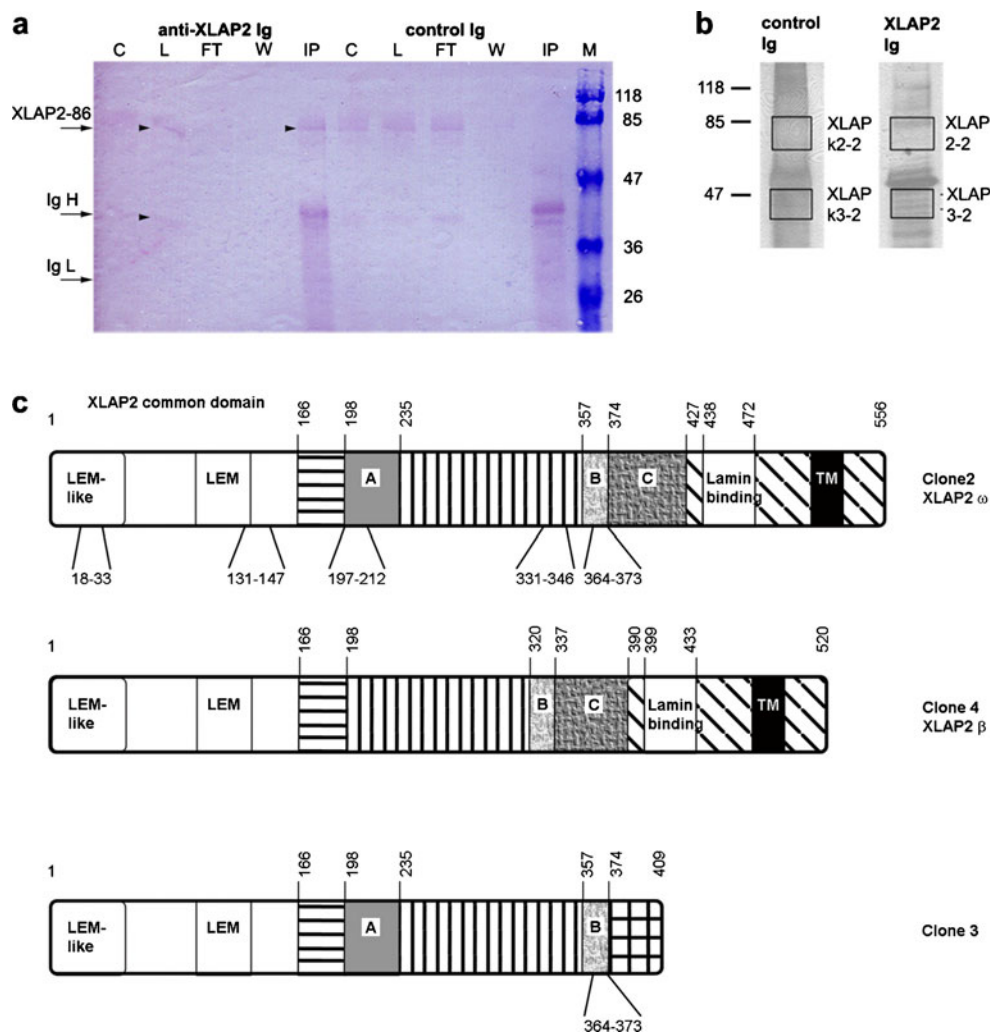 a
anti-XLAP2 Ig control Ig
C L FT W IP C L FT W IP M
XLAP2-86
Ig H
Ig L
118
85
47
36
26
b
control Ig
XLAP2 Ig
118
85
47
XLAP k2-2
XLAP k3-2
XLAP 2-2
XLAP 3-2
c
1 XLAP2 common domain 166 198 235 357 374 427 438 472 556
LEM-like LEM A B C Lamin binding TM
Clone2
XLAP2 ω
18-33 131-147 197-212 331-346 364-373
1 166 198 320 337 390 399 433 520
LEM-like LEM B C Lamin binding TM
Clone 4
XLAP2 β
1 166 198 235 357 374 409
LEM-like LEM A B
Clone 3
364-373